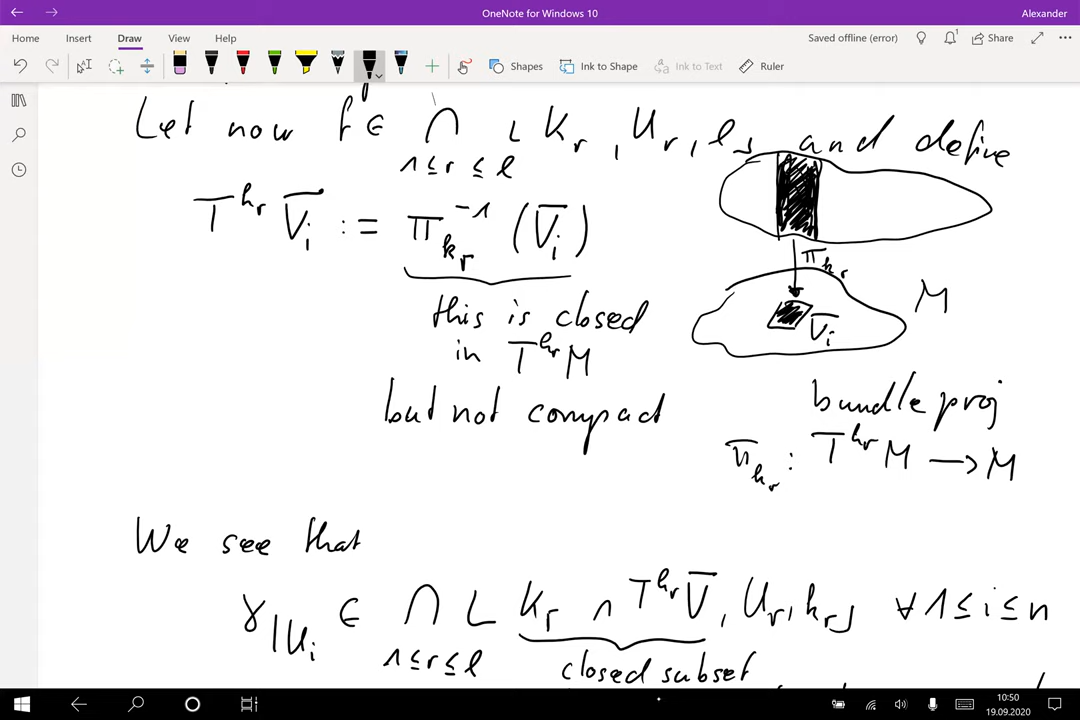 OneNote for Windows 10
Alexander
Home Insert Draw View Help
Saved offline (error)
Share
Shapes
Ink to Shape
Ink to Text
Ruler
Let now f ∈ ⋂ ⌊ K_r, U_r, l ⌋ and define
1≤r≤l
T^{k_r} V̄_i := π_{k_r}^{-1} (V̄_i)
π_{k_r}
M
V̄_i
this is closed
in T^{k_r} M
but not compact
bundle proj
π_{k_r} : T^{k_r} M → M
We see that
γ|U_i ∈ ⋂ ⌊ K_r ∩ T^{k_r} V̄, U_r, k_r ⌋ ∀ 1≤i≤n
1≤r≤l
closed subset
10:50
19.09.2020